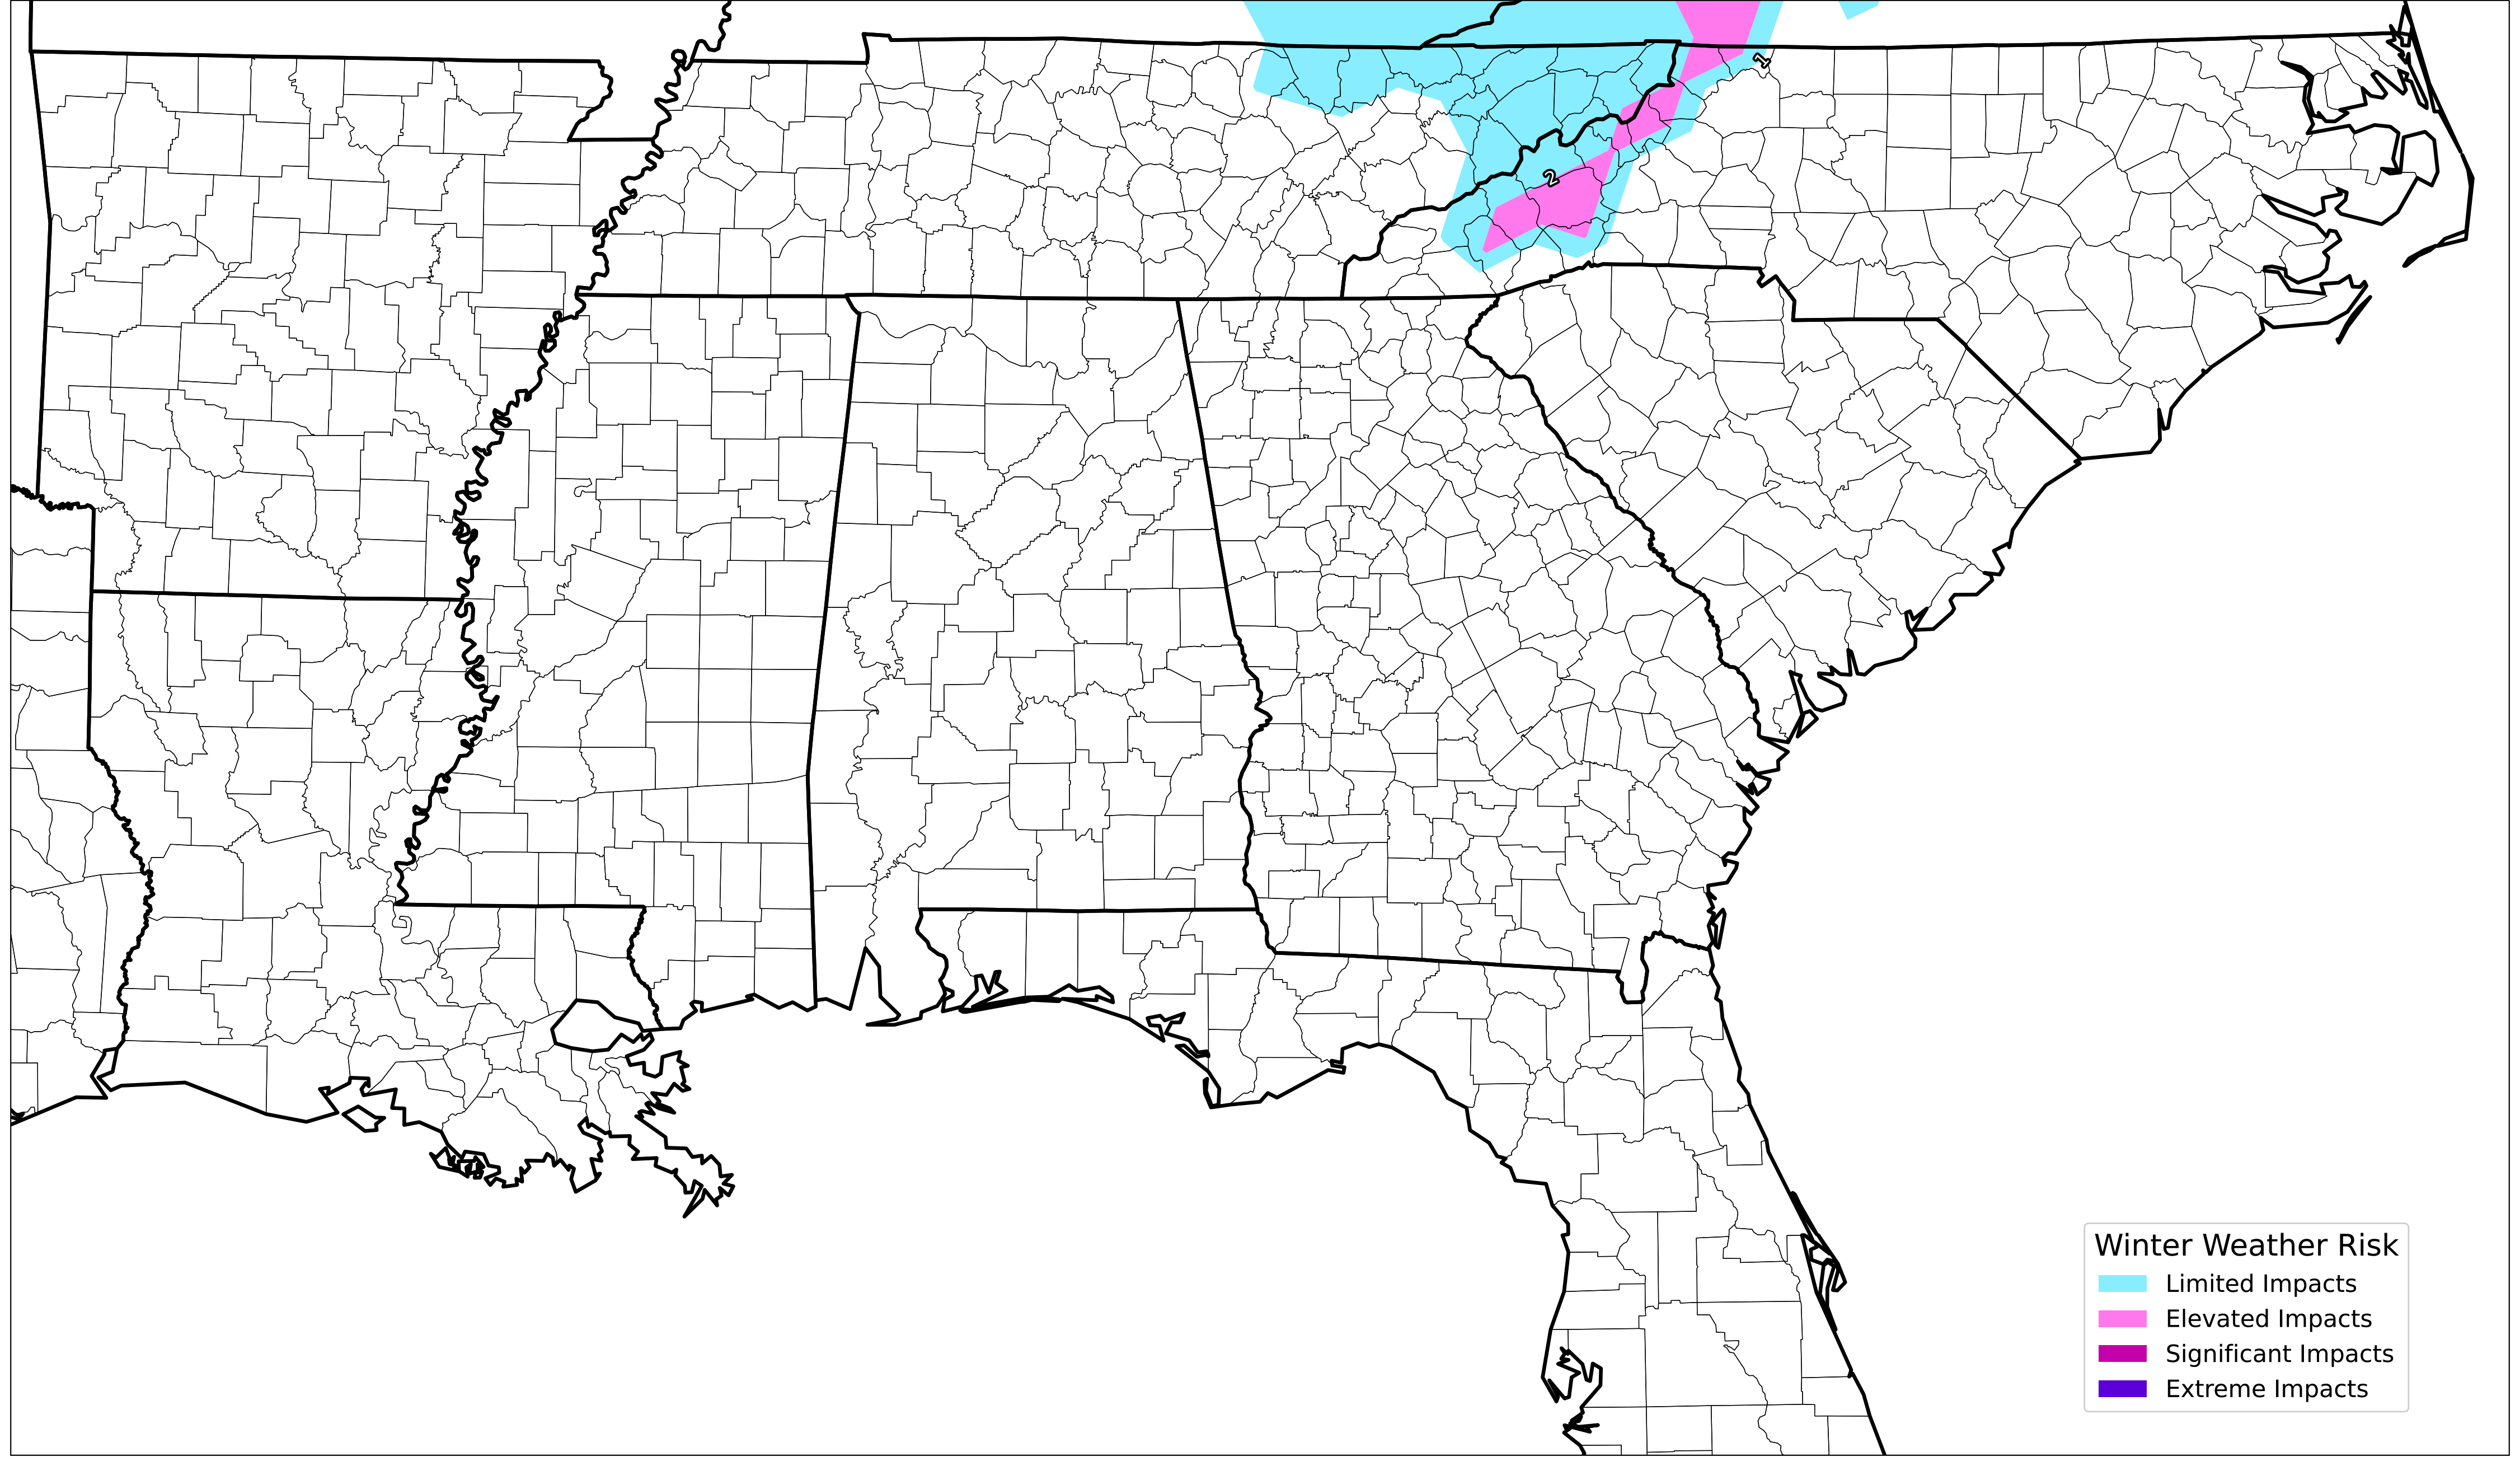 1
2
Winter Weather Risk
Limited Impacts
Elevated Impacts
Significant Impacts
Extreme Impacts